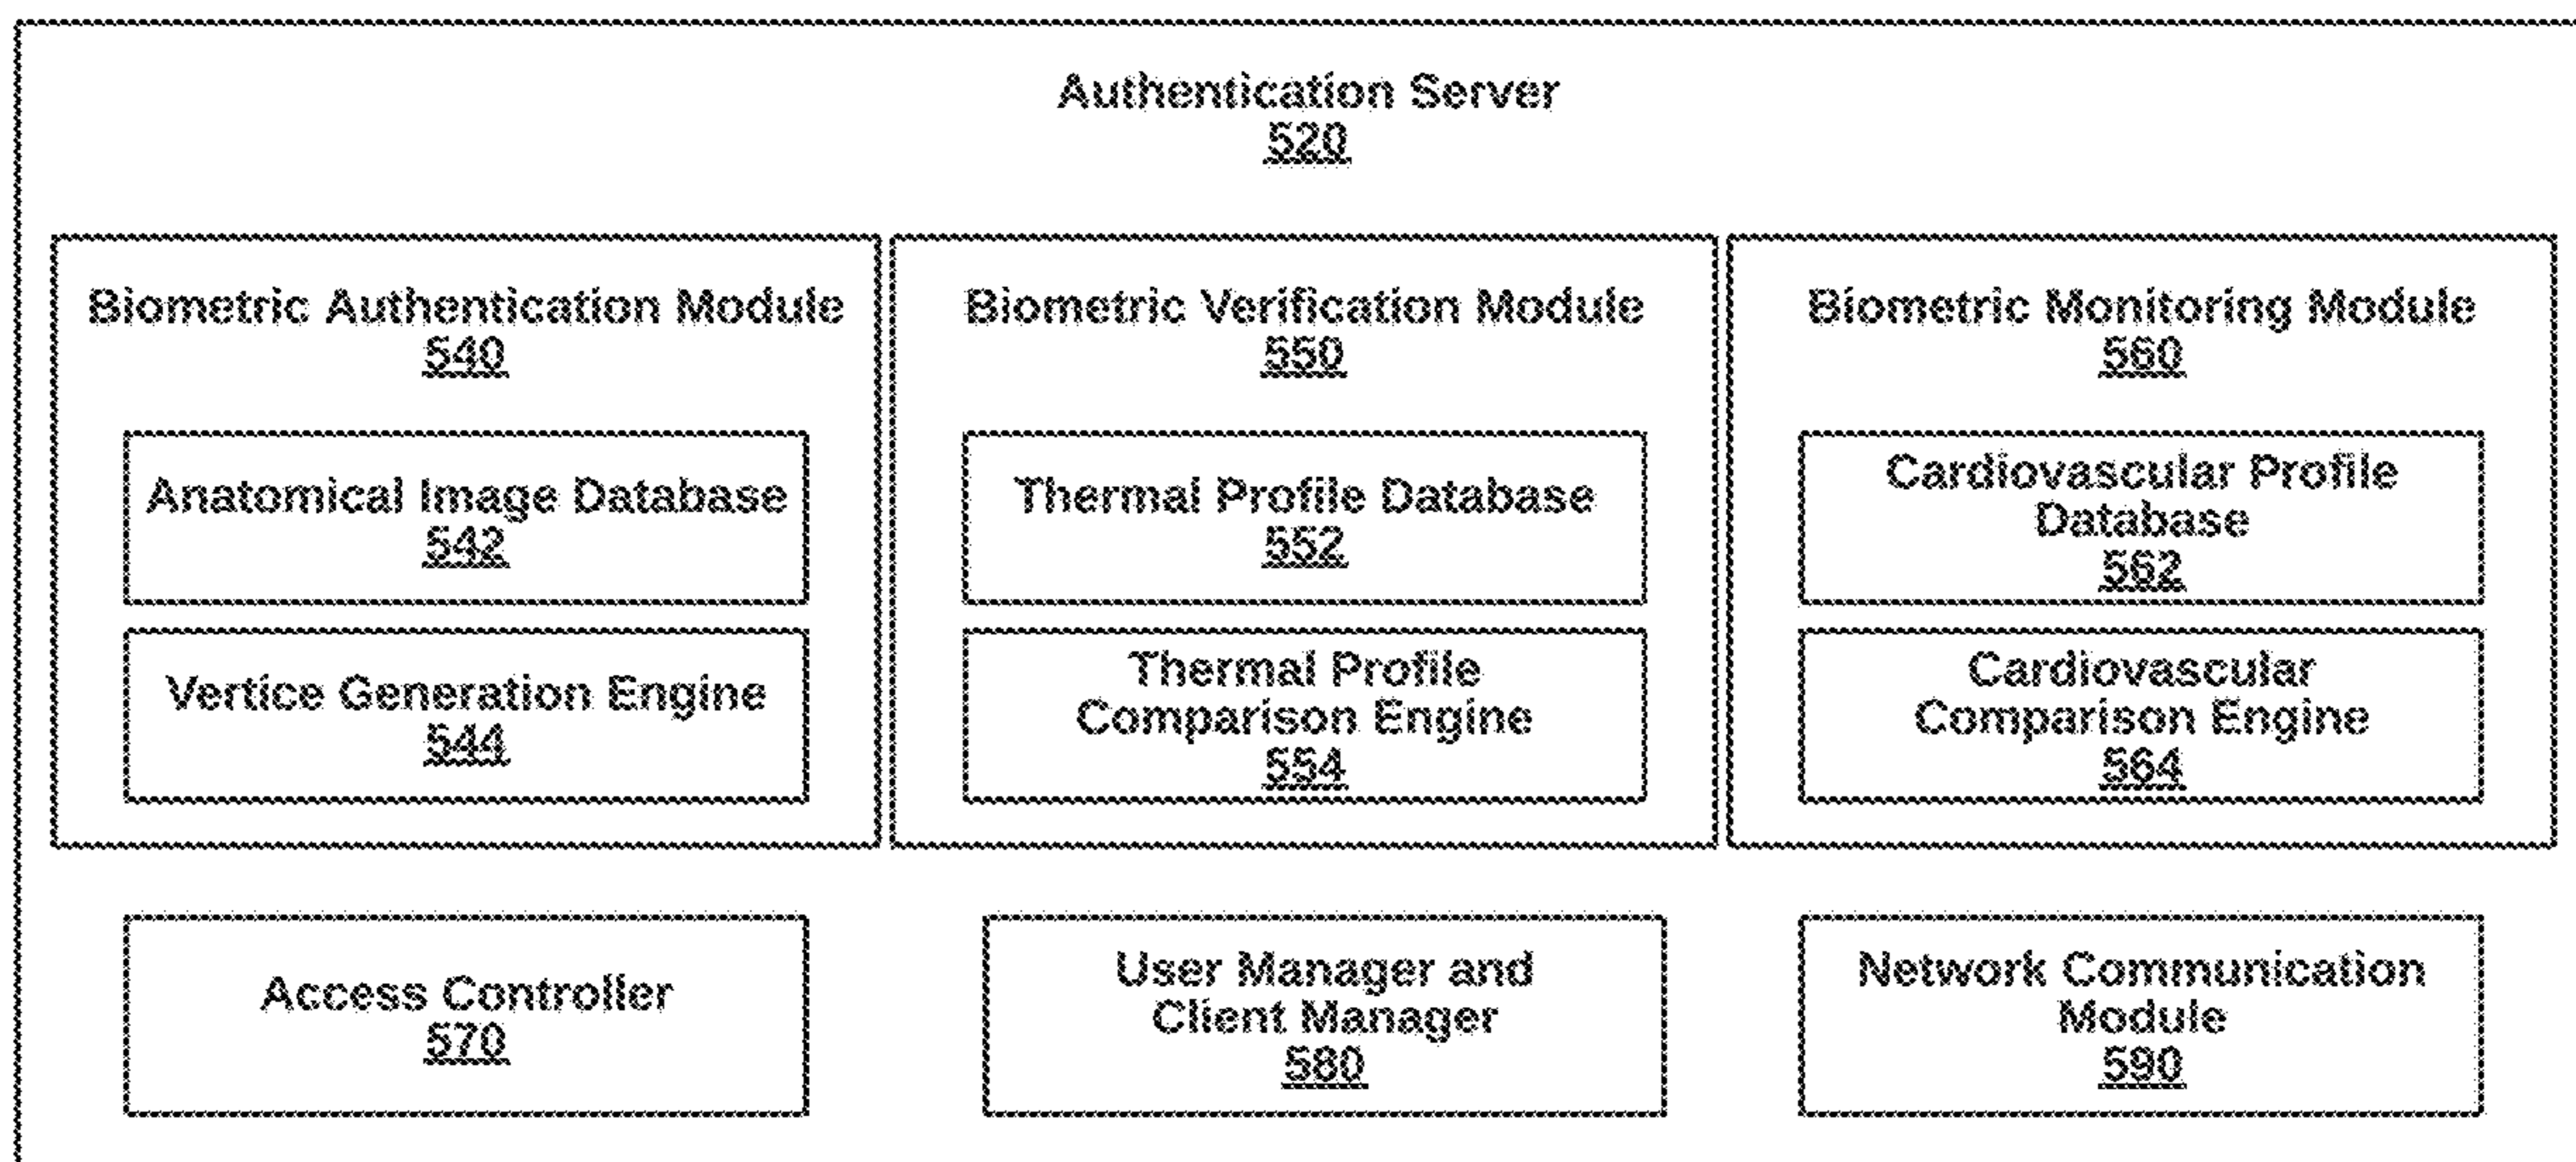 Authentication Server
520
Biometric Authentication Module
540
Anatomical Image Database
542
Vertice Generation Engine
544
Biometric Verification Module
550
Thermal Profile Database
552
Thermal Profile
Comparison Engine
554
Biometric Monitoring Module
560
Cardiovascular Profile
Database
562
Cardiovascular
Comparison Engine
564
Access Controller
570
User Manager and
Client Manager
580
Network Communication
Module
590